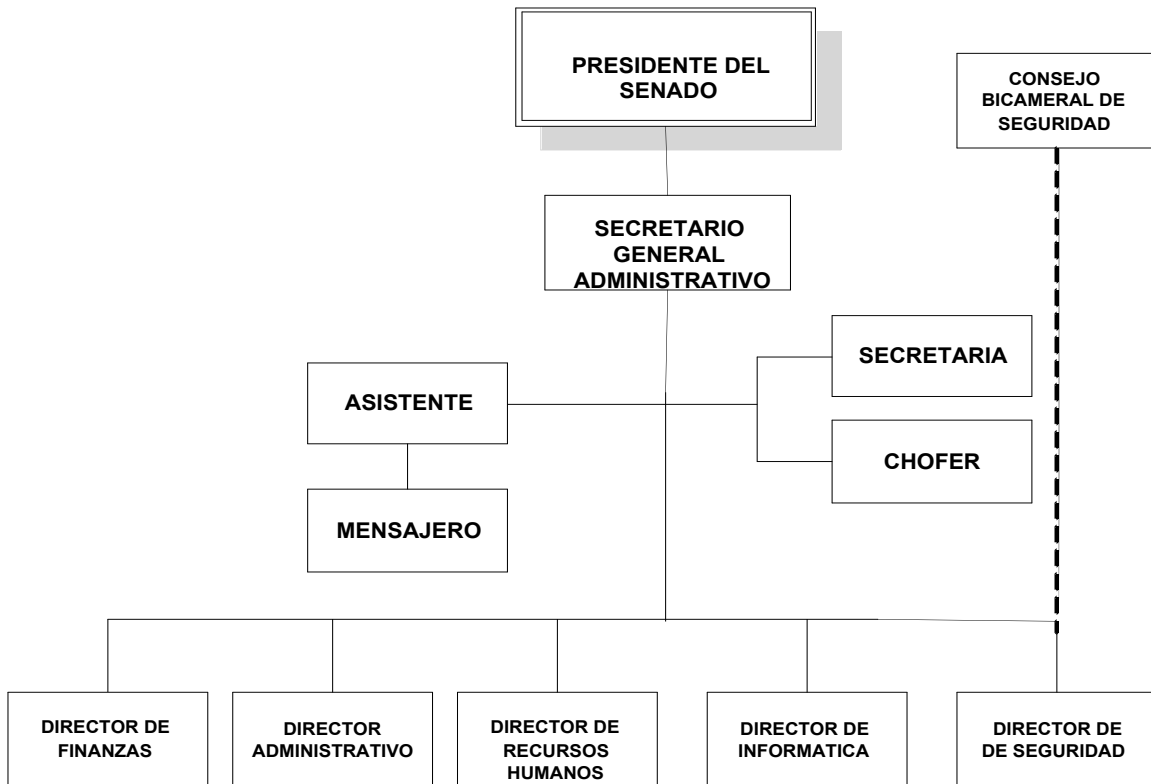 PRESIDENTE DEL
SENADO
CONSEJO
BICAMERAL DE
SEGURIDAD
SECRETARIO
GENERAL
ADMINISTRATIVO
SECRETARIA
ASISTENTE
CHOFER
MENSAJERO
DIRECTOR DE
FINANZAS
DIRECTOR
ADMINISTRATIVO
DIRECTOR DE
RECURSOS
HUMANOS
DIRECTOR DE
INFORMATICA
DIRECTOR DE
DE SEGURIDAD